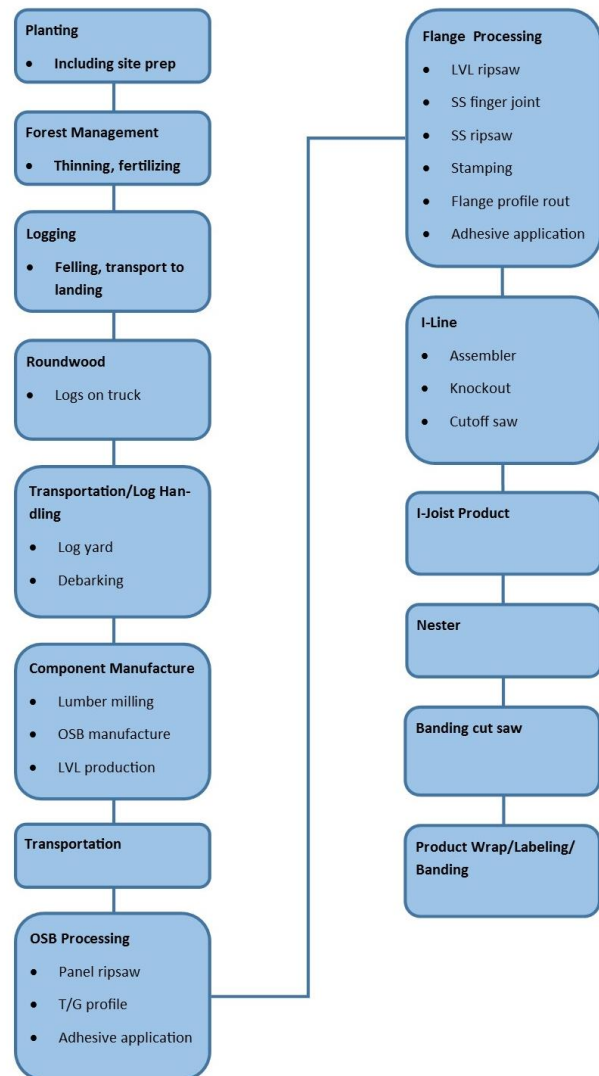 Planting
• Including site prep
Forest Management
• Thinning, fertilizing
Logging
• Felling, transport to
landing
Roundwood
• Logs on truck
Transportation/Log Han-
dling
• Log yard
• Debarking
Component Manufacture
• Lumber milling
• OSB manufacture
• LVL production
Transportation
OSB Processing
• Panel ripsaw
• T/G profile
• Adhesive application
Flange Processing
• LVL ripsaw
• SS finger joint
• SS ripsaw
• Stamping
• Flange profile rout
• Adhesive application
I-Line
• Assembler
• Knockout
• Cutoff saw
I-Joist Product
Nester
Banding cut saw
Product Wrap/Labeling/
Banding